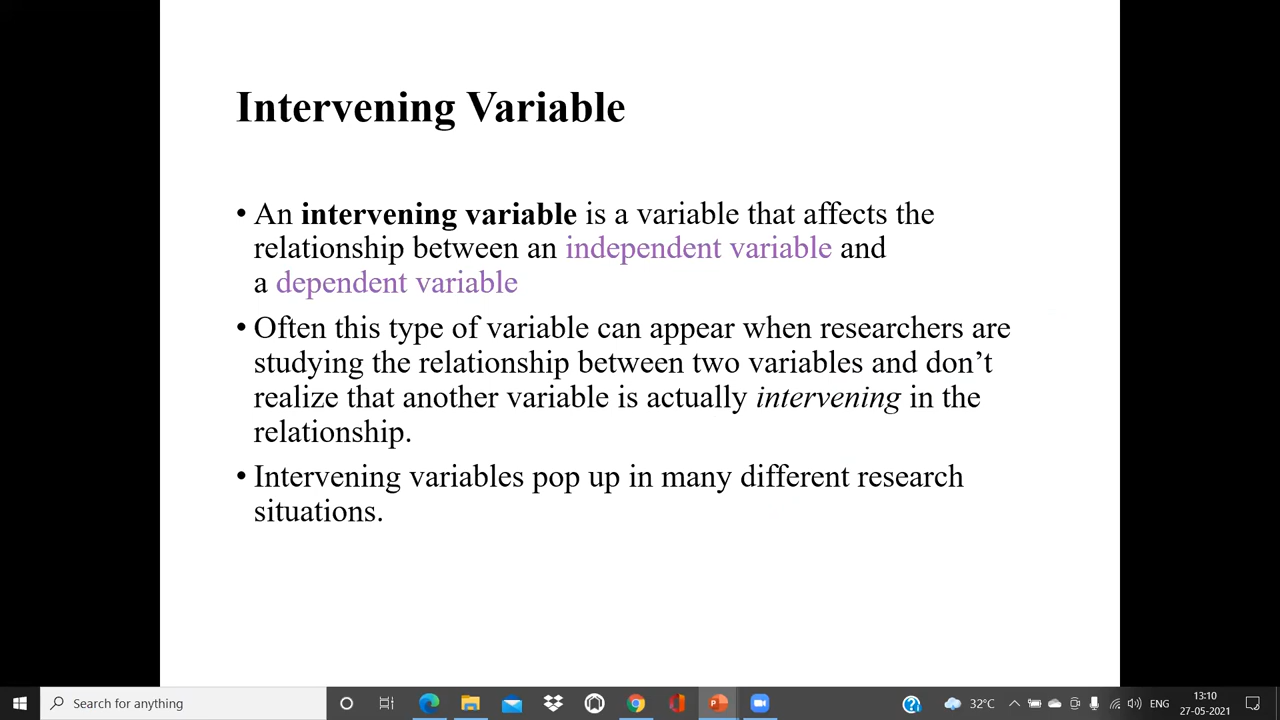 Intervening Variable
• An intervening variable is a variable that affects the
relationship between an independent variable and
a dependent variable
• Often this type of variable can appear when researchers are
studying the relationship between two variables and don’t
realize that another variable is actually intervening in the
relationship.
• Intervening variables pop up in many different research
situations.
Search for anything
32°C
ENG
13:10
27-05-2021